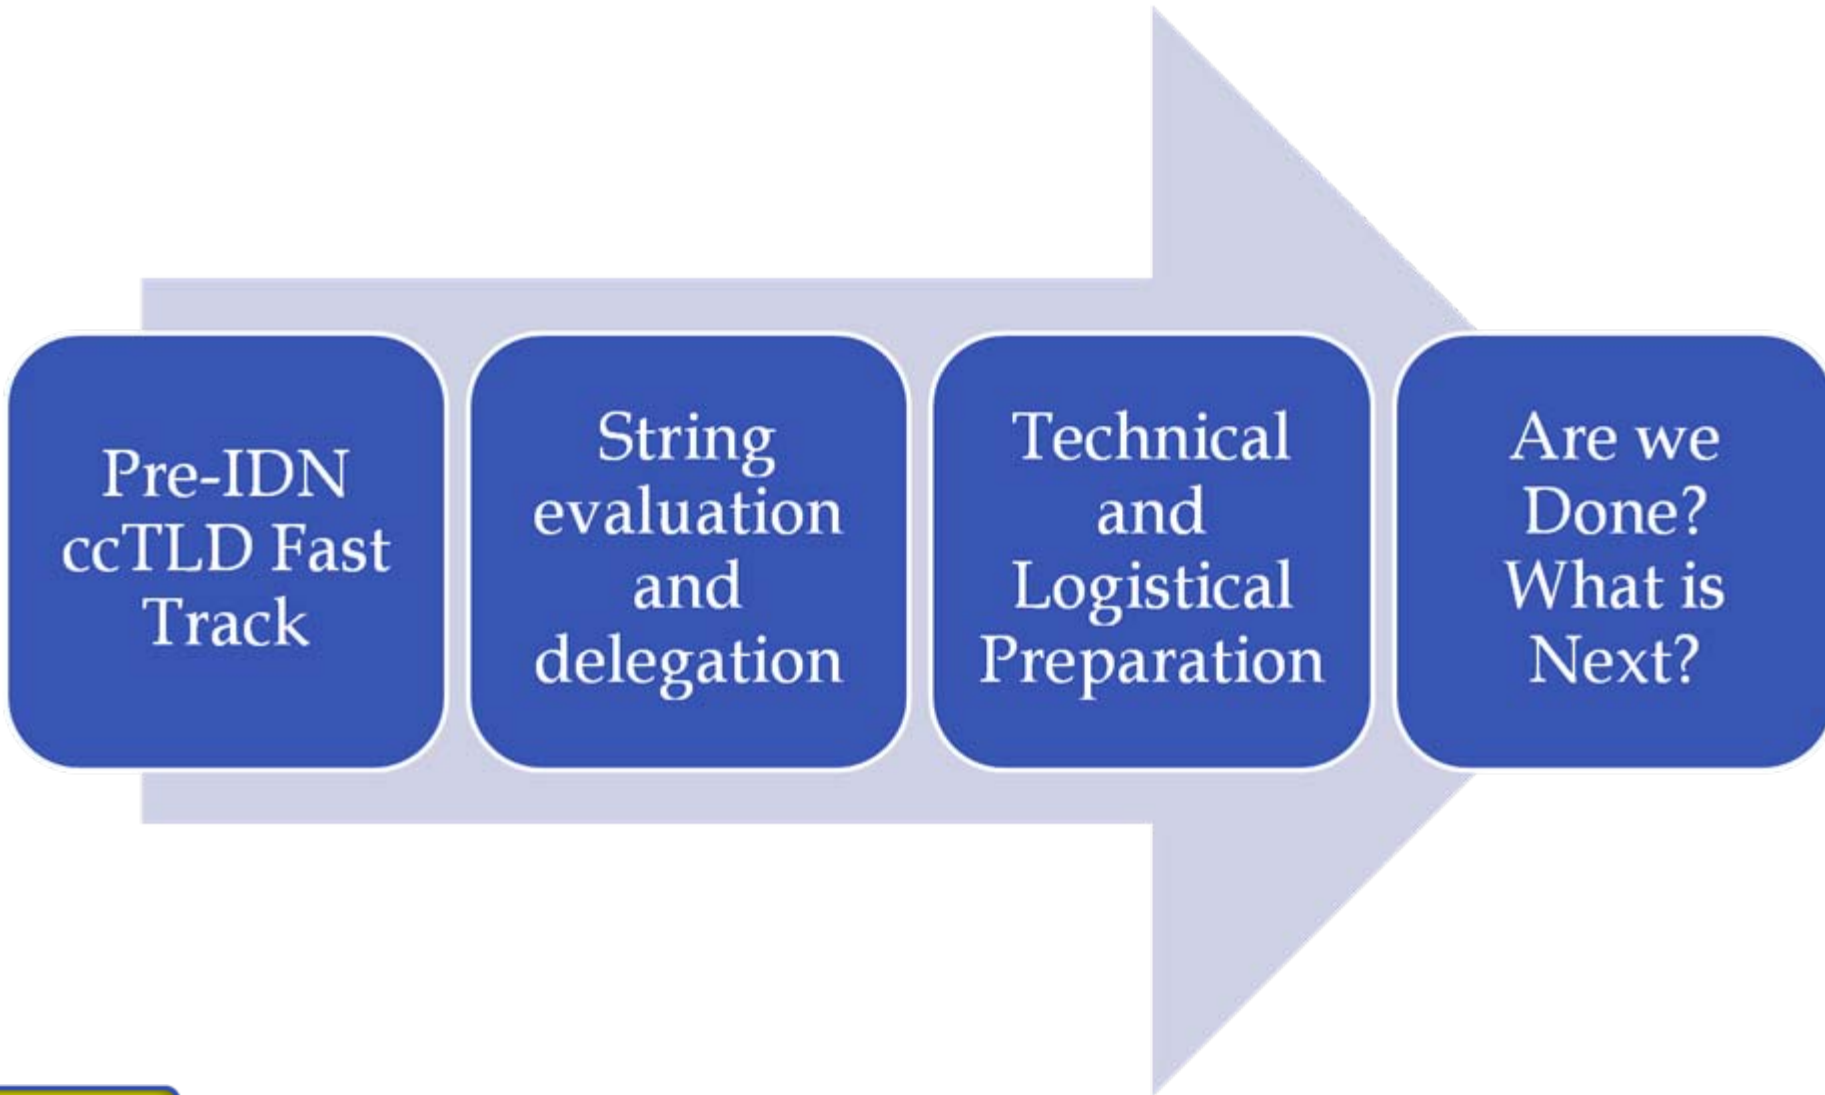 Pre-IDN
ccTLD Fast
Track
String
evaluation
and
delegation
Technical
and
Logistical
Preparation
Are we
Done?
What is
Next?